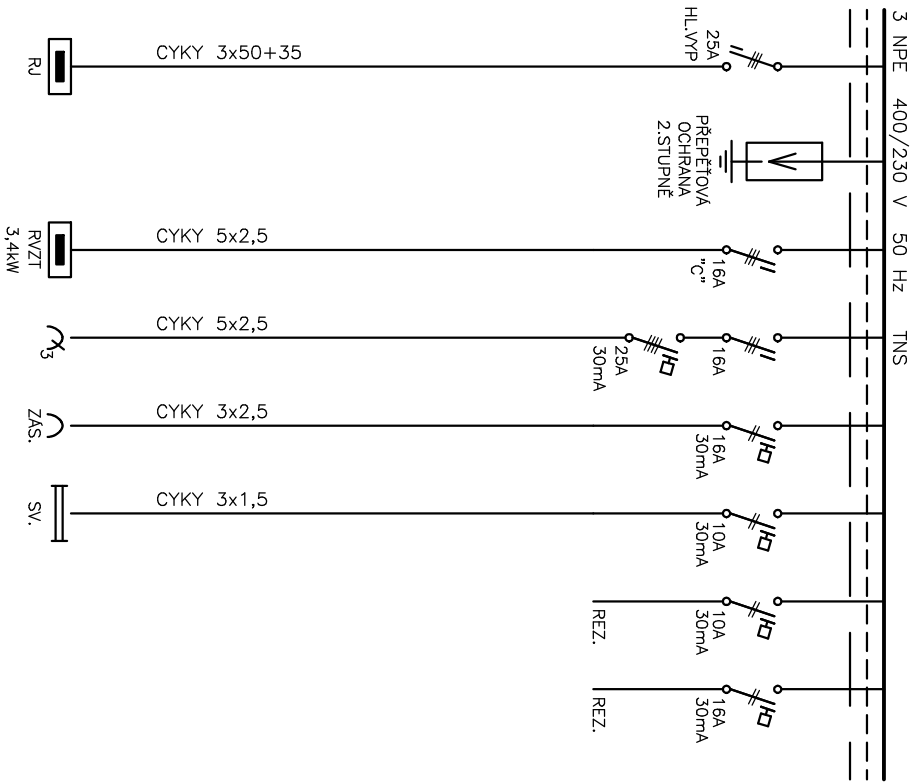 3 NPE 400/230 V 50 Hz TNS
CYKY 3x50+35
25A
HL.VYP
RJ
PŘEPĚŤOVÁ
OCHRANA
2.STUPNĚ
CYKY 5x2,5
16A
"C"
RVZT
3,4kW
CYKY 5x2,5
16A
25A
30mA
3
CYKY 3x2,5
16A
30mA
ZÁS.
CYKY 3x1,5
10A
30mA
SV.
10A
30mA
REZ.
16A
30mA
REZ.